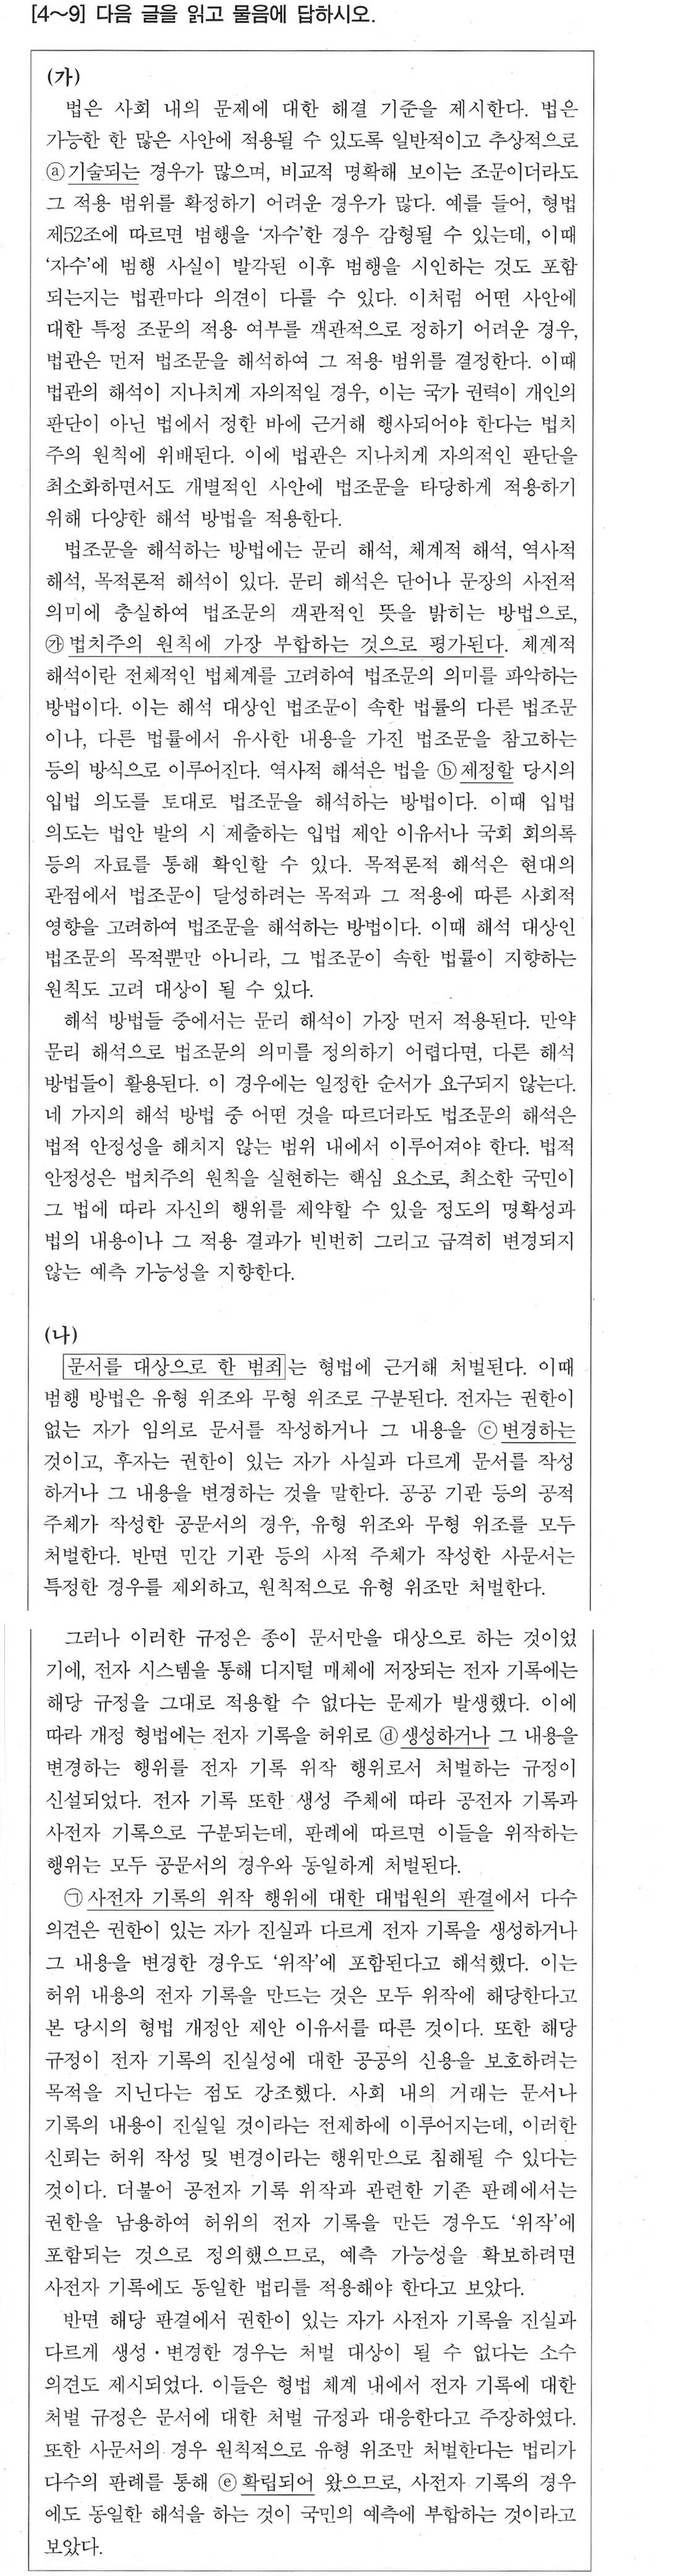 [4~9] 다음 글을 읽고 물음에 답하시오.
(가)
법은 사회 내의 문제에 대한 해결 기준을 제시한다. 법은
가능한 한 많은 사안에 적용될 수 있도록 일반적이고 추상적으로
ⓐ기술되는 경우가 많으며, 비교적 명확해 보이는 조문이더라도
그 적용 범위를 확정하기 어려운 경우가 많다. 예를 들어, 형법
제52조에 따르면 범행을 ‘자수’한 경우 감형될 수 있는데, 이때
‘자수’에 범행 사실이 발각된 이후 범행을 시인하는 것도 포함
되는지는 법관마다 의견이 다를 수 있다. 이처럼 어떤 사안에
대한 특정 조문의 적용 여부를 객관적으로 정하기 어려운 경우,
법관은 먼저 법조문을 해석하여 그 적용 범위를 결정한다. 이때
법관의 해석이 지나치게 자의적일 경우, 이는 국가 권력이 개인의
판단이 아닌 법에서 정한 바에 근거해 행사되어야 한다는 법치
주의 원칙에 위배된다. 이에 법관은 지나치게 자의적인 판단을
최소화하면서도 개별적인 사안에 법조문을 타당하게 적용하기
위해 다양한 해석 방법을 적용한다.
법조문을 해석하는 방법에는 문리 해석, 체계적 해석, 역사적
해석, 목적론적 해석이 있다. 문리 해석은 단어나 문장의 사전적
의미에 충실하여 법조문의 객관적인 뜻을 밝히는 방법으로,
㉮법치주의 원칙에 가장 부합하는 것으로 평가된다. 체계적
해석이란 전체적인 법체계를 고려하여 법조문의 의미를 파악하는
방법이다. 이는 해석 대상인 법조문이 속한 법률의 다른 법조문
이나, 다른 법률에서 유사한 내용을 가진 법조문을 참고하는
등의 방식으로 이루어진다. 역사적 해석은 법을 ⓑ제정할 당시의
입법 의도를 토대로 법조문을 해석하는 방법이다. 이때 입법
의도는 법안 발의 시 제출하는 입법 제안 이유서나 국회 회의록
등의 자료를 통해 확인할 수 있다. 목적론적 해석은 현대의
관점에서 법조문이 달성하려는 목적과 그 적용에 따른 사회적
영향을 고려하여 법조문을 해석하는 방법이다. 이때 해석 대상인
법조문의 목적뿐만 아니라, 그 법조문이 속한 법률이 지향하는
원칙도 고려 대상이 될 수 있다.
해석 방법들 중에서는 문리 해석이 가장 먼저 적용된다. 만약
문리 해석으로 법조문의 의미를 정의하기 어렵다면, 다른 해석
방법들이 활용된다. 이 경우에는 일정한 순서가 요구되지 않는다.
네 가지의 해석 방법 중 어떤 것을 따르더라도 법조문의 해석은
법적 안정성을 해치지 않는 범위 내에서 이루어져야 한다. 법적
안정성은 법치주의 원칙을 실현하는 핵심 요소로, 최소한 국민이
그 법에 따라 자신의 행위를 제약할 수 있을 정도의 명확성과
법의 내용이나 그 적용 결과가 빈번히 그리고 급격히 변경되지
않는 예측 가능성을 지향한다.
(나)
문서를 대상으로 한 범죄는 형법에 근거해 처벌된다. 이때
범행 방법은 유형 위조와 무형 위조로 구분된다. 전자는 권한이
없는 자가 임의로 문서를 작성하거나 그 내용을 ⓒ변경하는
것이고, 후자는 권한이 있는 자가 사실과 다르게 문서를 작성
하거나 그 내용을 변경하는 것을 말한다. 공공 기관 등의 공적
주체가 작성한 공문서의 경우, 유형 위조와 무형 위조를 모두
처벌한다. 반면 민간 기관 등의 사적 주체가 작성한 사문서는
특정한 경우를 제외하고, 원칙적으로 유형 위조만 처벌한다.
그러나 이러한 규정은 종이 문서만을 대상으로 하는 것이었
기에, 전자 시스템을 통해 디지털 매체에 저장되는 전자 기록에는
해당 규정을 그대로 적용할 수 없다는 문제가 발생했다. 이에
따라 개정 형법에는 전자 기록을 허위로 ⓓ생성하거나 그 내용을
변경하는 행위를 전자 기록 위작 행위로서 처벌하는 규정이
신설되었다. 전자 기록 또한 생성 주체에 따라 공전자 기록과
사전자 기록으로 구분되는데, 판례에 따르면 이들을 위작하는
행위는 모두 공문서의 경우와 동일하게 처벌된다.
㉠사전자 기록의 위작 행위에 대한 대법원의 판결에서 다수
의견은 권한이 있는 자가 진실과 다르게 전자 기록을 생성하거나
그 내용을 변경한 경우도 ‘위작’에 포함된다고 해석했다. 이는
허위 내용의 전자 기록을 만드는 것은 모두 위작에 해당한다고
본 당시의 형법 개정안 제안 이유서를 따른 것이다. 또한 해당
규정이 전자 기록의 진실성에 대한 공공의 신용을 보호하려는
목적을 지닌다는 점도 강조했다. 사회 내의 거래는 문서나
기록의 내용이 진실일 것이라는 전제하에 이루어지는데, 이러한
신뢰는 허위 작성 및 변경이라는 행위만으로 침해될 수 있다는
것이다. 더불어 공전자 기록 위작과 관련한 기존 판례에서는
권한을 남용하여 허위의 전자 기록을 만든 경우도 ‘위작’에
포함되는 것으로 정의했으므로, 예측 가능성을 확보하려면
사전자 기록에도 동일한 법리를 적용해야 한다고 보았다.
반면 해당 판결에서 권한이 있는 자가 사전자 기록을 진실과
다르게 생성·변경한 경우는 처벌 대상이 될 수 없다는 소수
의견도 제시되었다. 이들은 형법 체계 내에서 전자 기록에 대한
처벌 규정은 문서에 대한 처벌 규정과 대응한다고 주장하였다.
또한 사문서의 경우 원칙적으로 유형 위조만 처벌한다는 법리가
다수의 판례를 통해 ⓔ확립되어 왔으므로, 사전자 기록의 경우
에도 동일한 해석을 하는 것이 국민의 예측에 부합하는 것이라고
보았다.